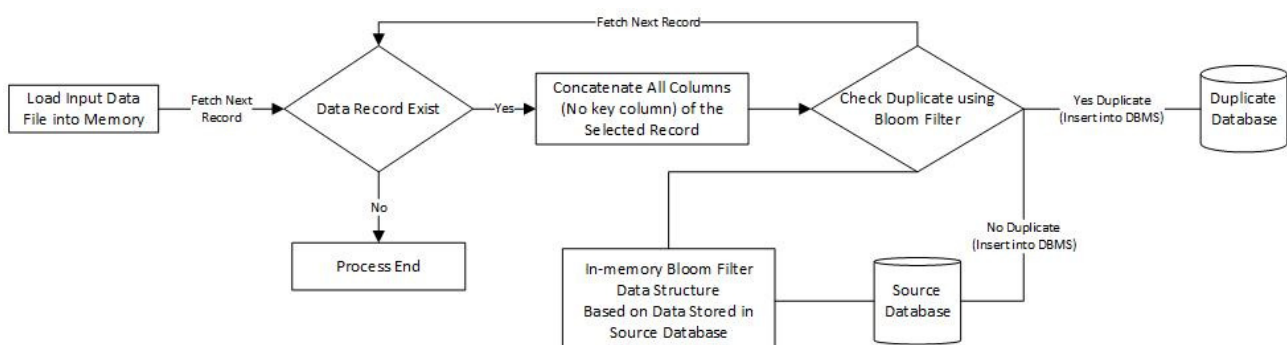 Fetch Next Record
Load Input Data
File into Memory
Fetch Next
Record
Data Record Exist
Yes
Concatenate All Columns
(No key column) of the
Selected Record
Check Duplicate using
Bloom Filter
Yes Duplicate
(Insert into DBMS)
Duplicate
Database
No
Process End
No Duplicate
(Insert into DBMS)
In-memory Bloom Filter
Data Structure
Based on Data Stored in
Source Database
Source
Database